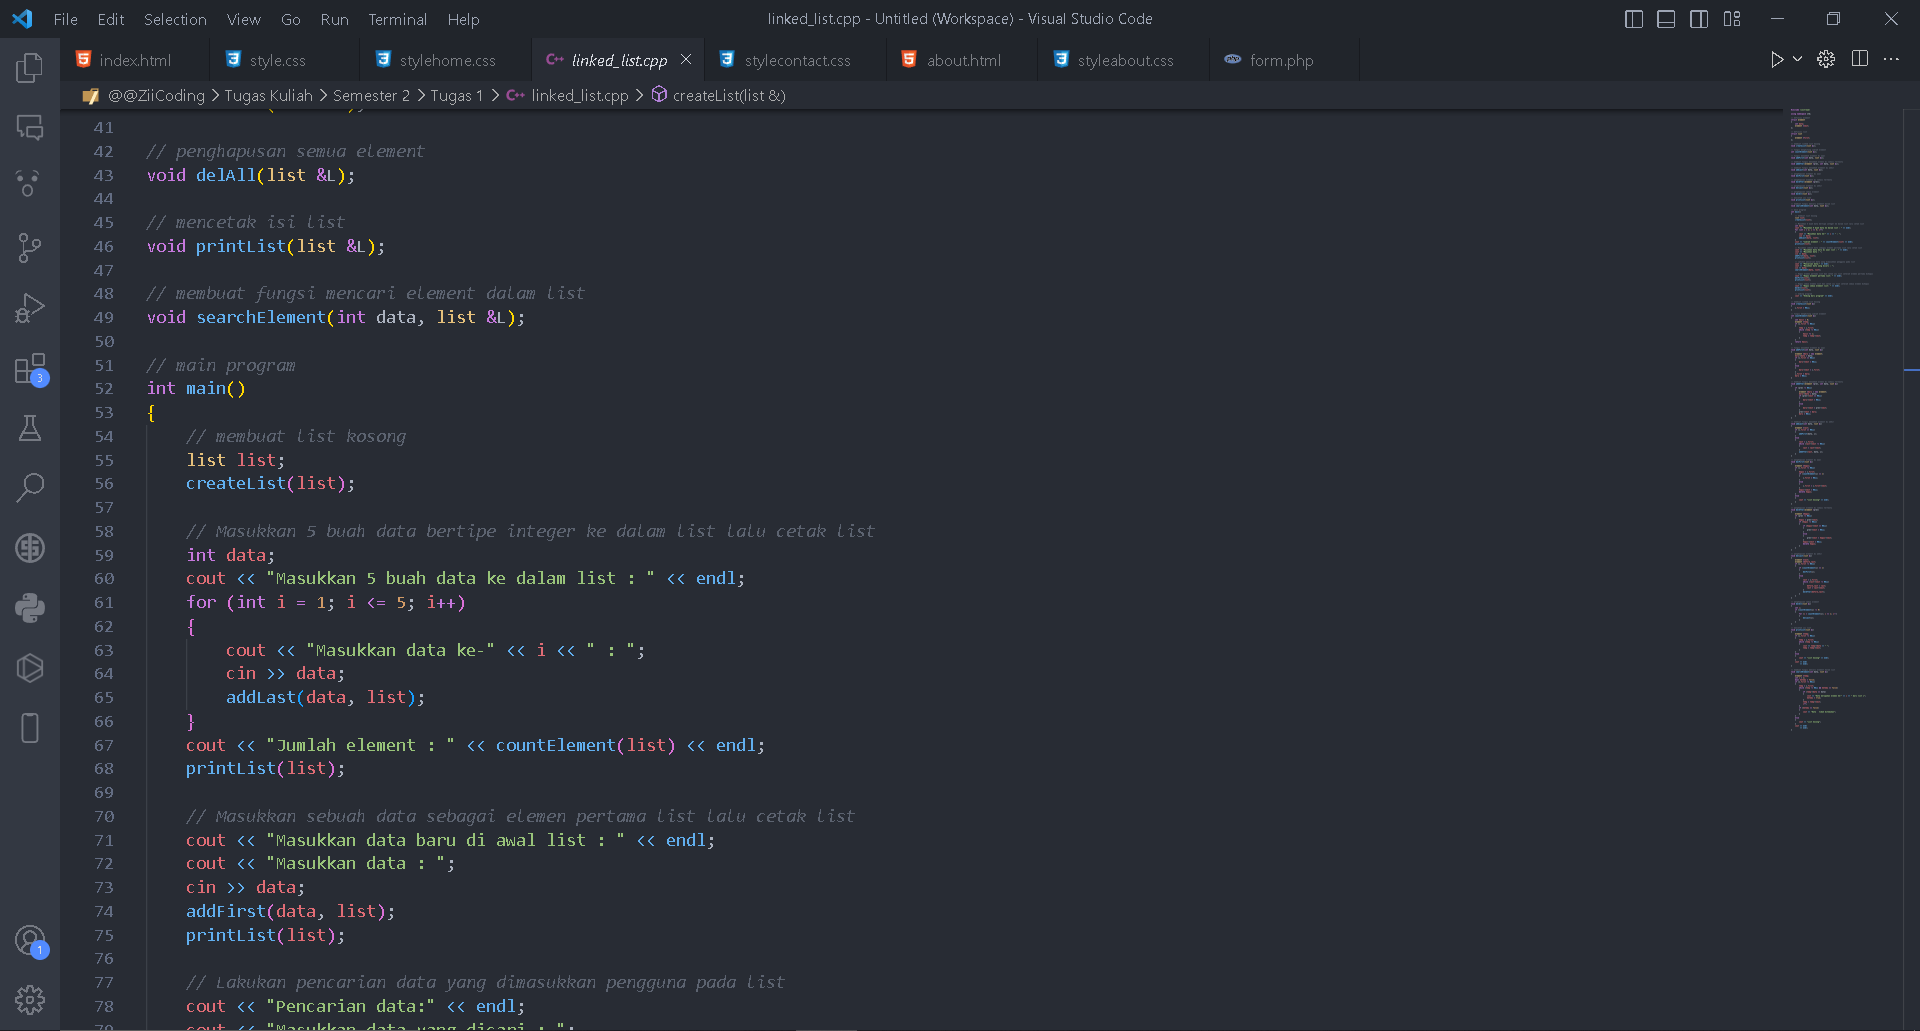 File Edit Selection View Go Run Terminal Help linked_list.cpp - Untitled (Workspace) - Visual Studio Code
index.html style.css stylehome.css linked_list.cpp stylecontact.css about.html styleabout.css form.php
@@ZiiCoding > Tugas Kuliah > Semester 2 > Tugas 1 > linked_list.cpp > createList(list &)
41
42 // penghapusan semua element
43 void delAll(list &L);
44
45 // mencetak isi list
46 void printList(list &L);
47
48 // membuat fungsi mencari element dalam list
49 void searchElement(int data, list &L);
50
51 // main program
52 int main()
53 {
54 // membuat list kosong
55 list list;
56 createList(list);
57
58 // Masukkan 5 buah data bertipe integer ke dalam list lalu cetak list
59 int data;
60 cout << "Masukkan 5 buah data ke dalam list : " << endl;
61 for (int i = 1; i <= 5; i++)
62 {
63 cout << "Masukkan data ke-" << i << " : ";
64 cin >> data;
65 addLast(data, list);
66 }
67 cout << "Jumlah element : " << countElement(list) << endl;
68 printList(list);
69
70 // Masukkan sebuah data sebagai elemen pertama list lalu cetak list
71 cout << "Masukkan data baru di awal list : " << endl;
72 cout << "Masukkan data : ";
73 cin >> data;
74 addFirst(data, list);
75 printList(list);
76
77 // Lakukan pencarian data yang dimasukkan pengguna pada list
78 cout << "Pencarian data:" << endl;
79 cout << "Masukkan data yang dicari : ";
3
1